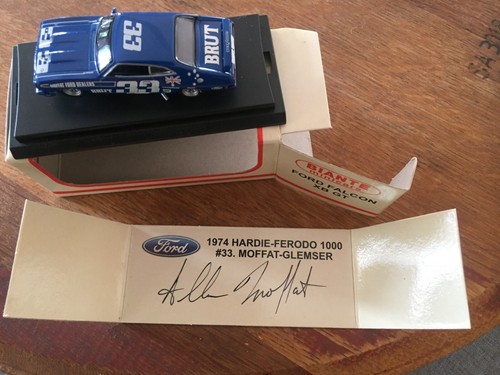 33
33
BRUT
BRUT 33
BIANTE
FORD FALCON
XB GT
Ford
1974 HARDIE-FERODO 1000
#33. MOFFAT-GLEMSER
Allan Moffat